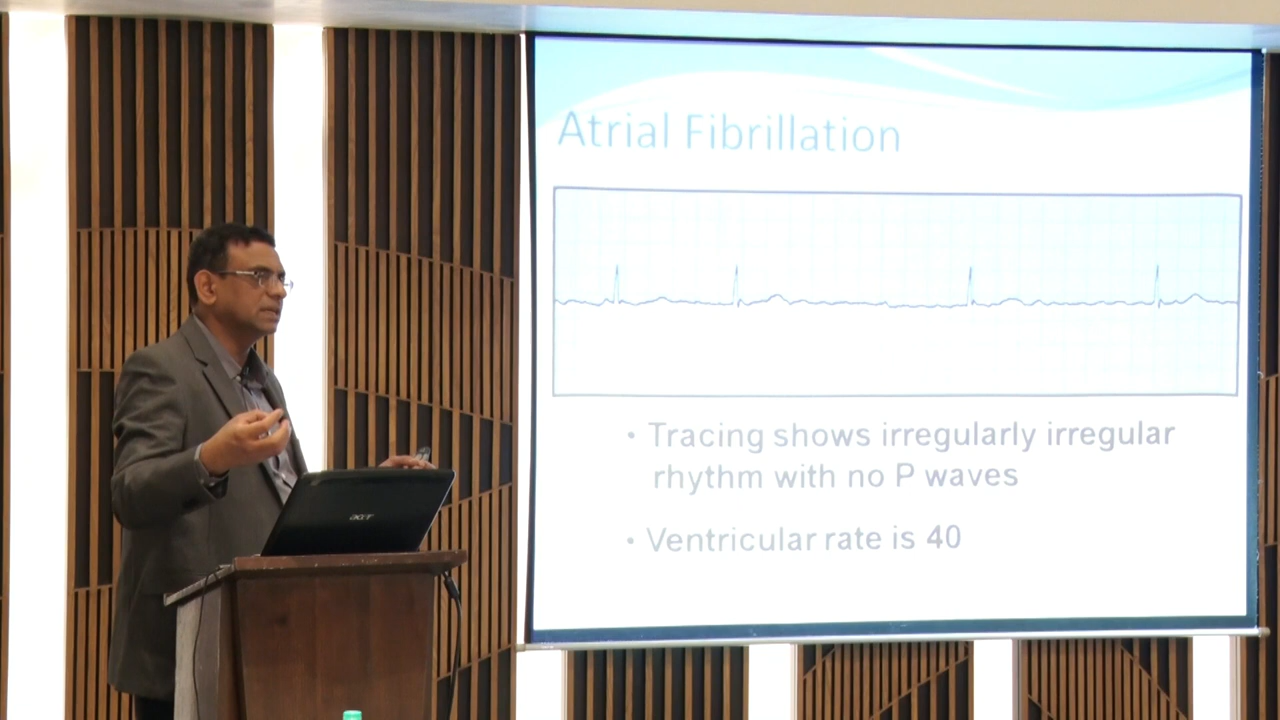 Atrial Fibrillation
• Tracing shows irregularly irregular
rhythm with no P waves
• Ventricular rate is 40
acer